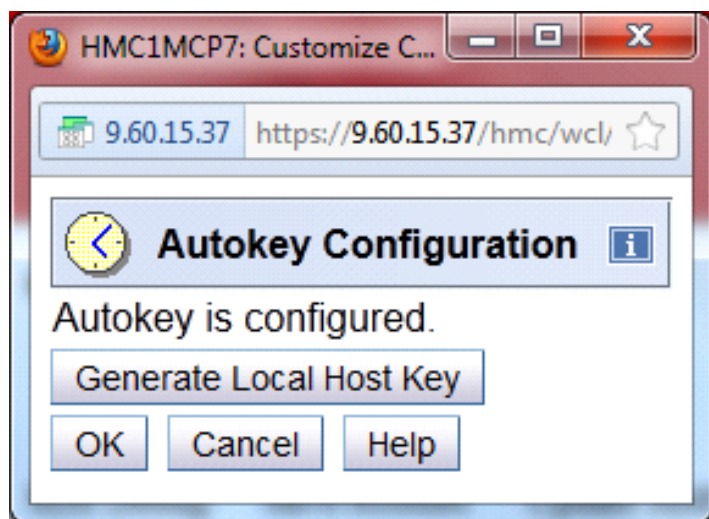 HMC1MCP7: Customize C...
9.60.15.37 https://9.60.15.37/hmc/wcl/
Autokey Configuration i
Autokey is configured.
Generate Local Host Key
OK Cancel Help